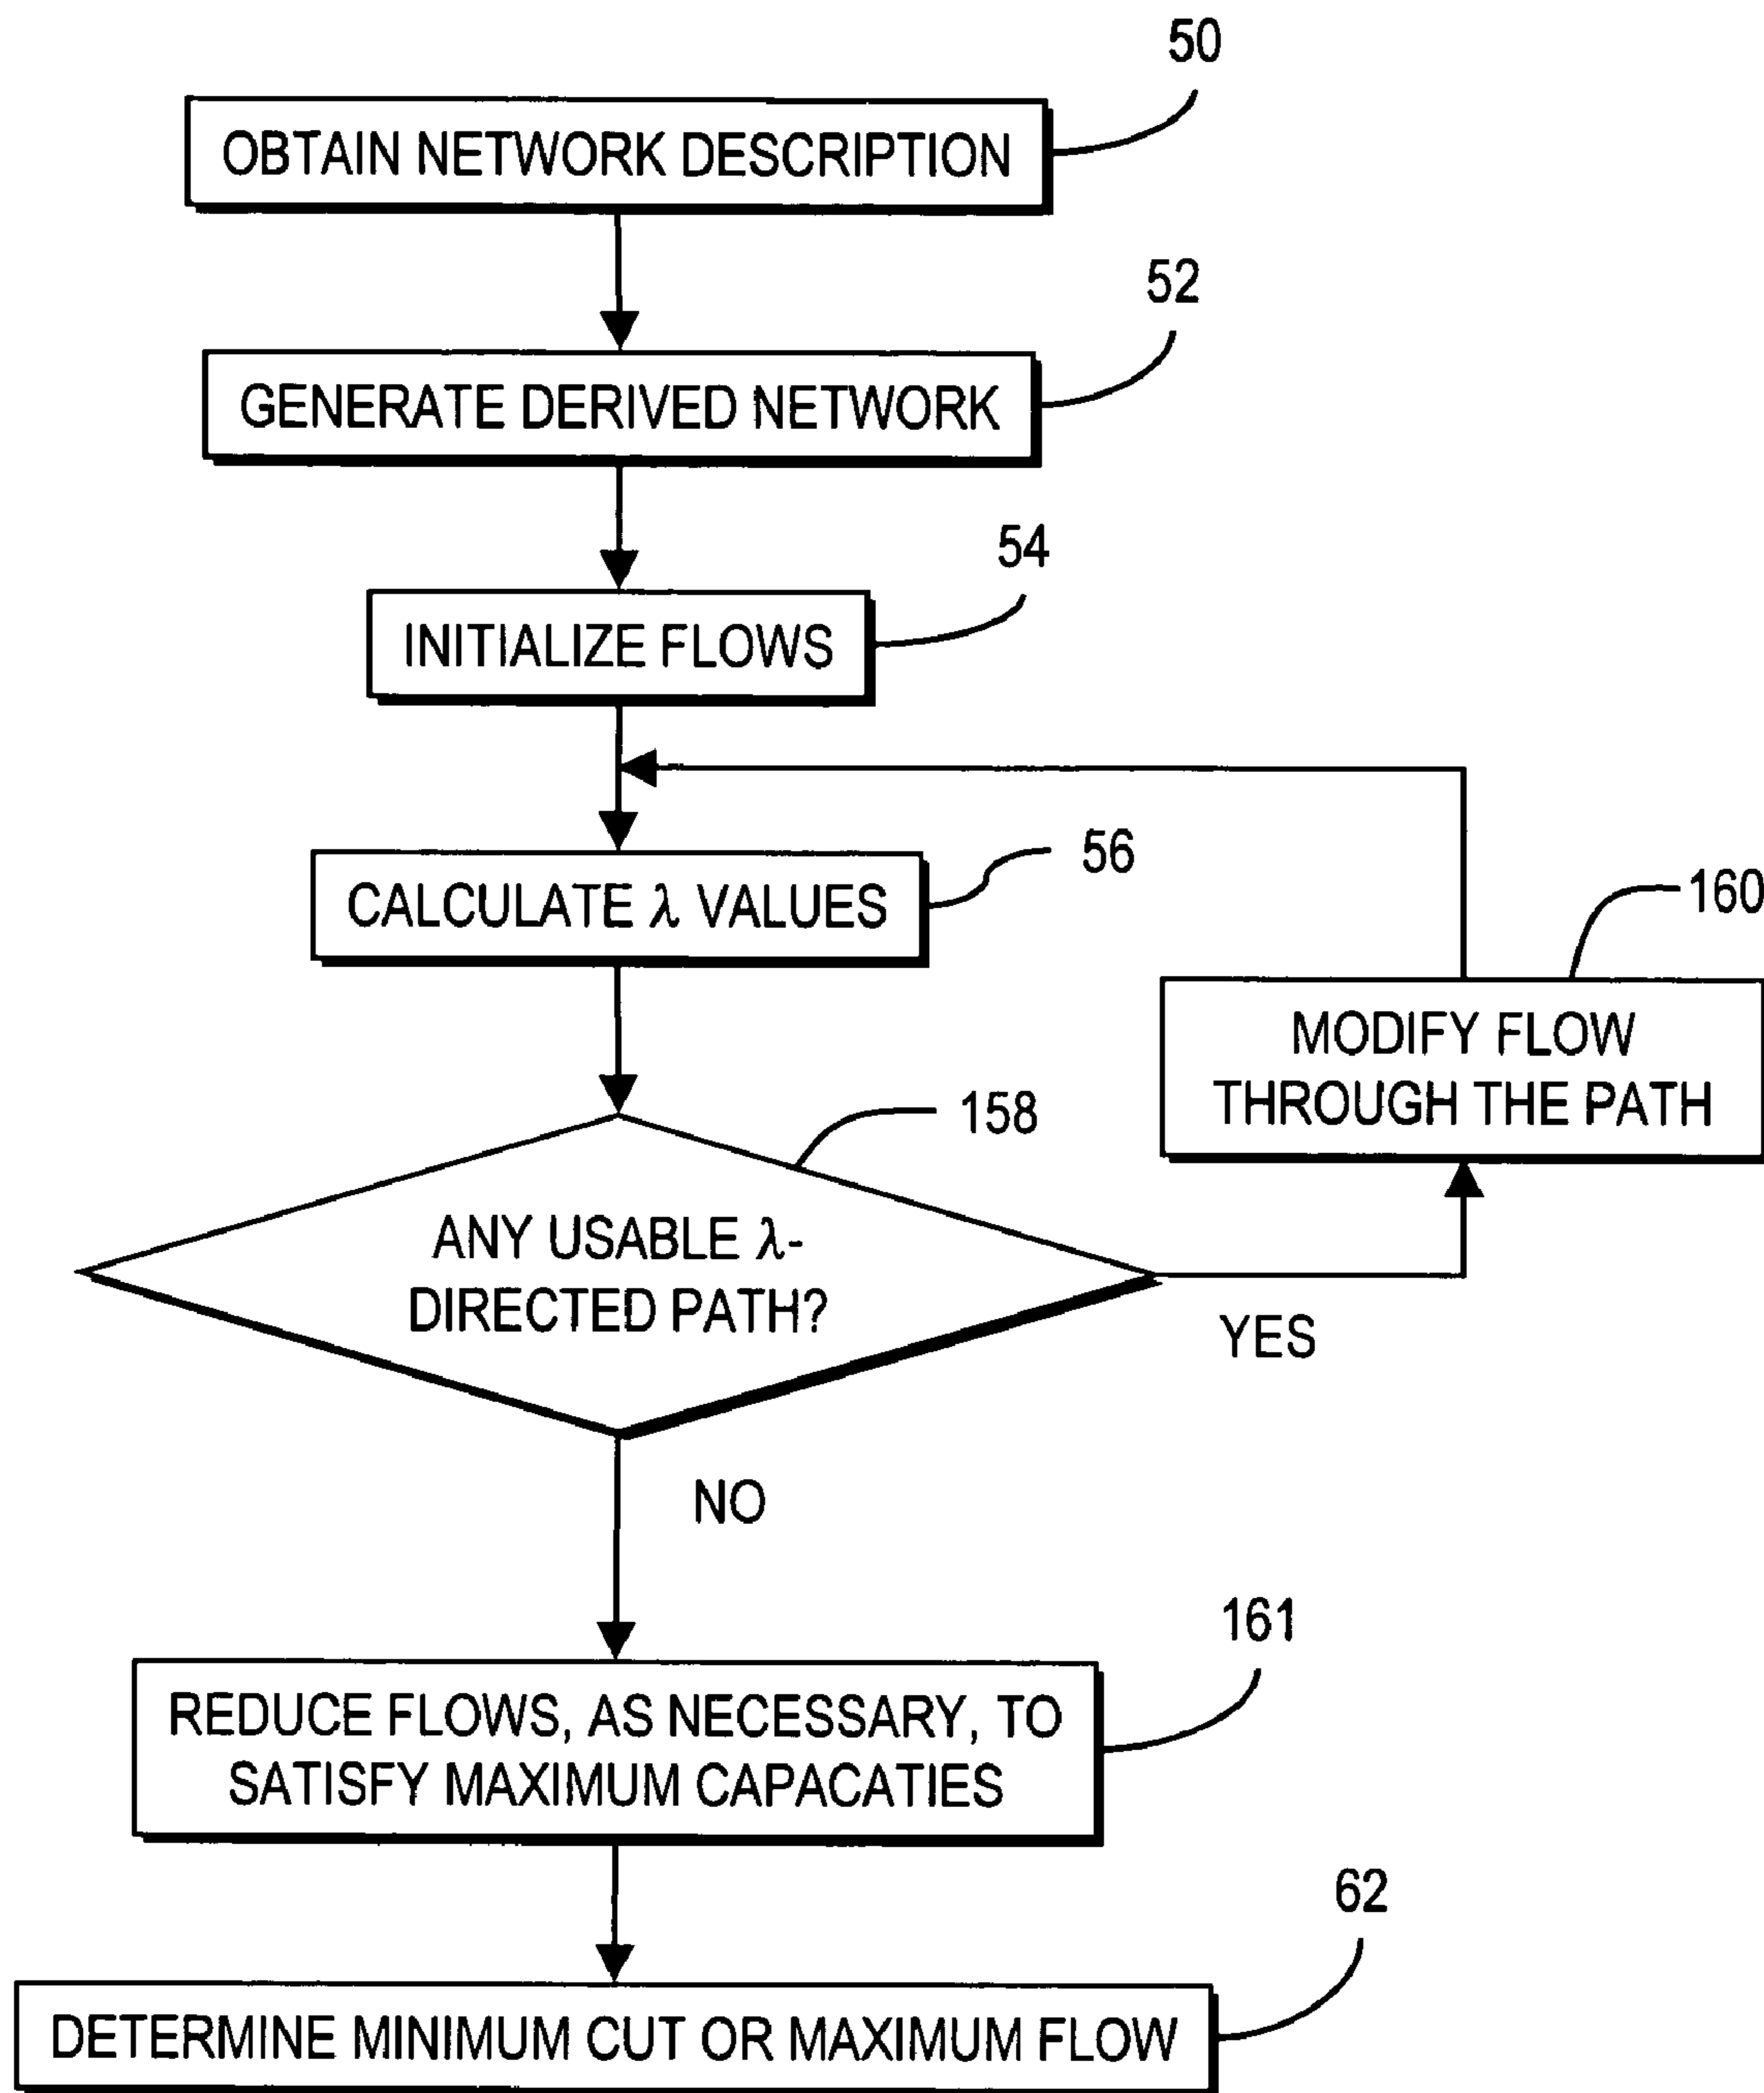 50
OBTAIN NETWORK DESCRIPTION
52
GENERATE DERIVED NETWORK
54
INITIALIZE FLOWS
56
CALCULATE λ VALUES
160
MODIFY FLOW
THROUGH THE PATH
158
ANY USABLE λ-
DIRECTED PATH?
YES
NO
161
REDUCE FLOWS, AS NECESSARY, TO
SATISFY MAXIMUM CAPACATIES
62
DETERMINE MINIMUM CUT OR MAXIMUM FLOW